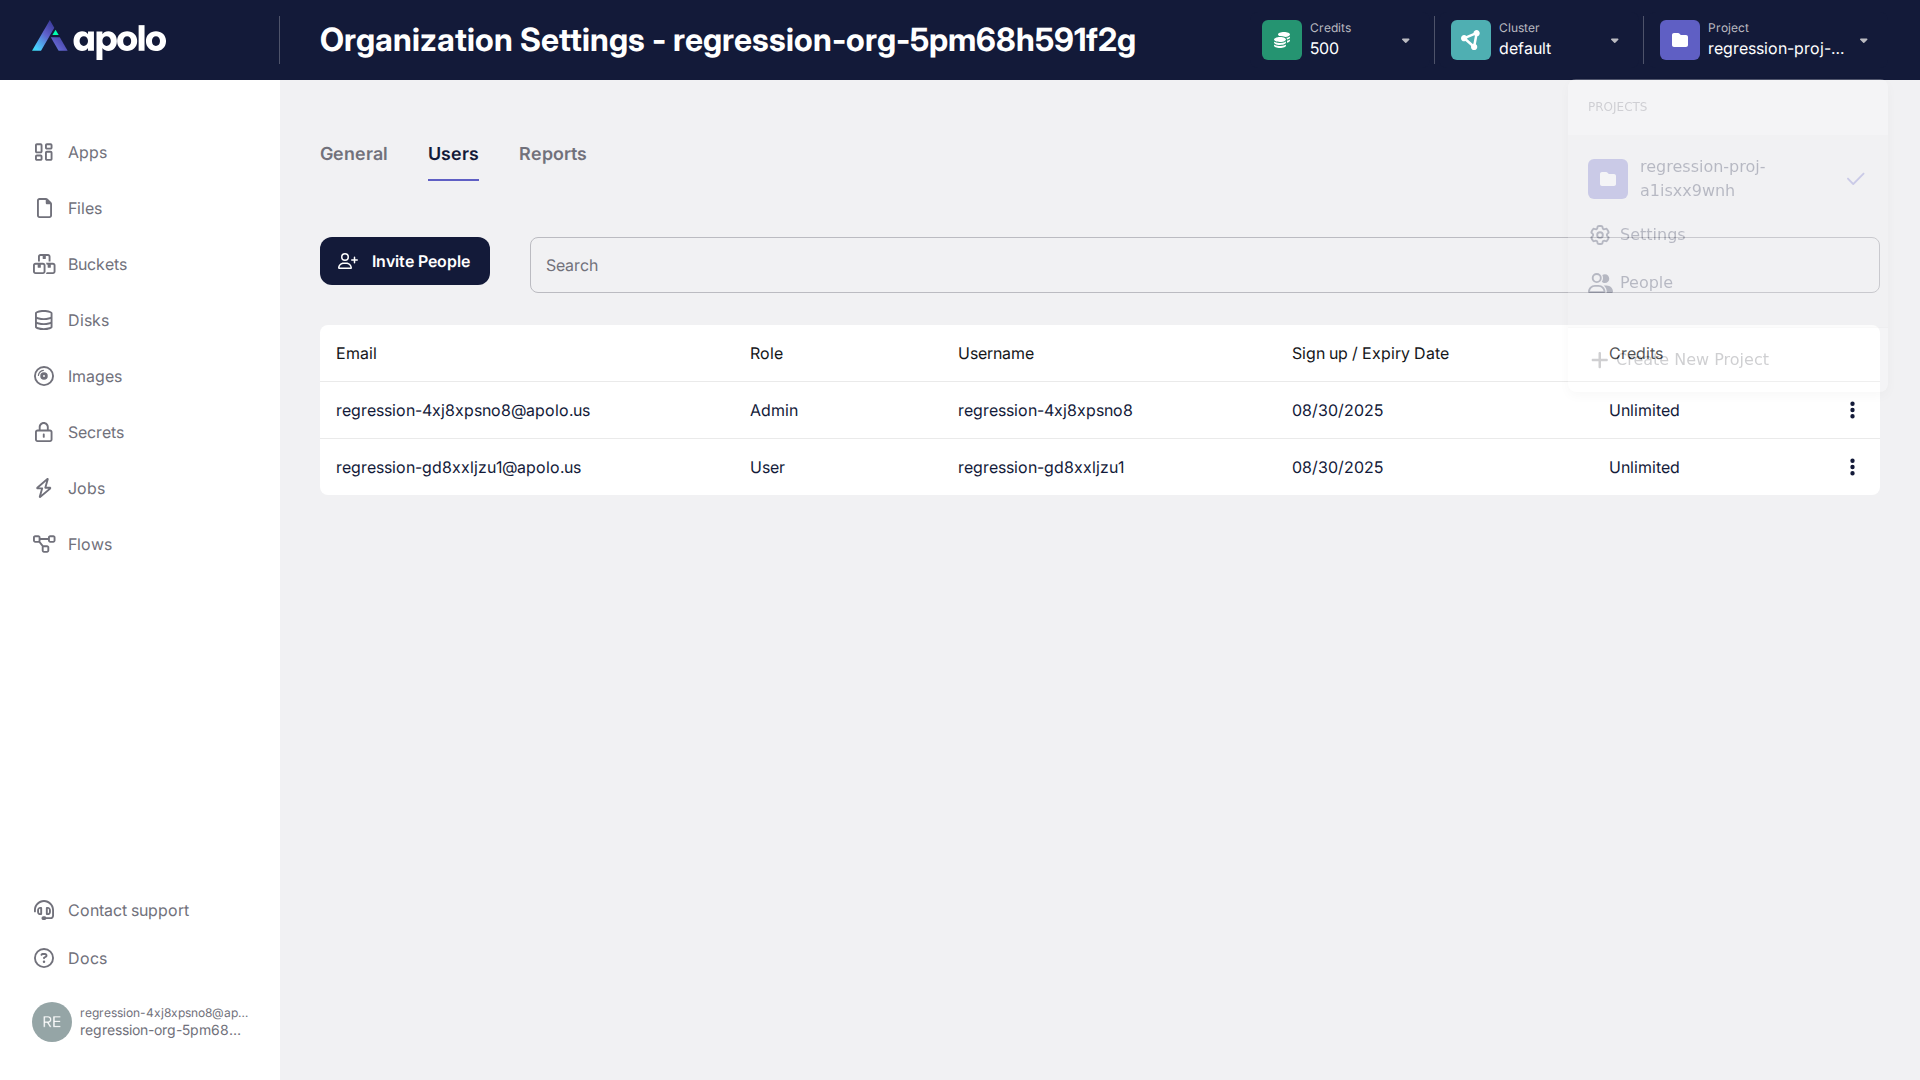 apolo
Organization Settings - regression-org-5pm68h591f2g
Credits
500
Cluster
default
Project
regression-proj-...
PROJECTS
regression-proj-
a1isxx9wnh
Settings
People
Create New Project
Apps
Files
Buckets
Disks
Images
Secrets
Jobs
Flows
General
Users
Reports
Invite People
Search
Email
Role
Username
Sign up / Expiry Date
Credits
regression-4xj8xpsno8@apolo.us
Admin
regression-4xj8xpsno8
08/30/2025
Unlimited
regression-gd8xxljzu1@apolo.us
User
regression-gd8xxljzu1
08/30/2025
Unlimited
Contact support
Docs
RE
regression-4xj8xpsno8@ap...
regression-org-5pm68...